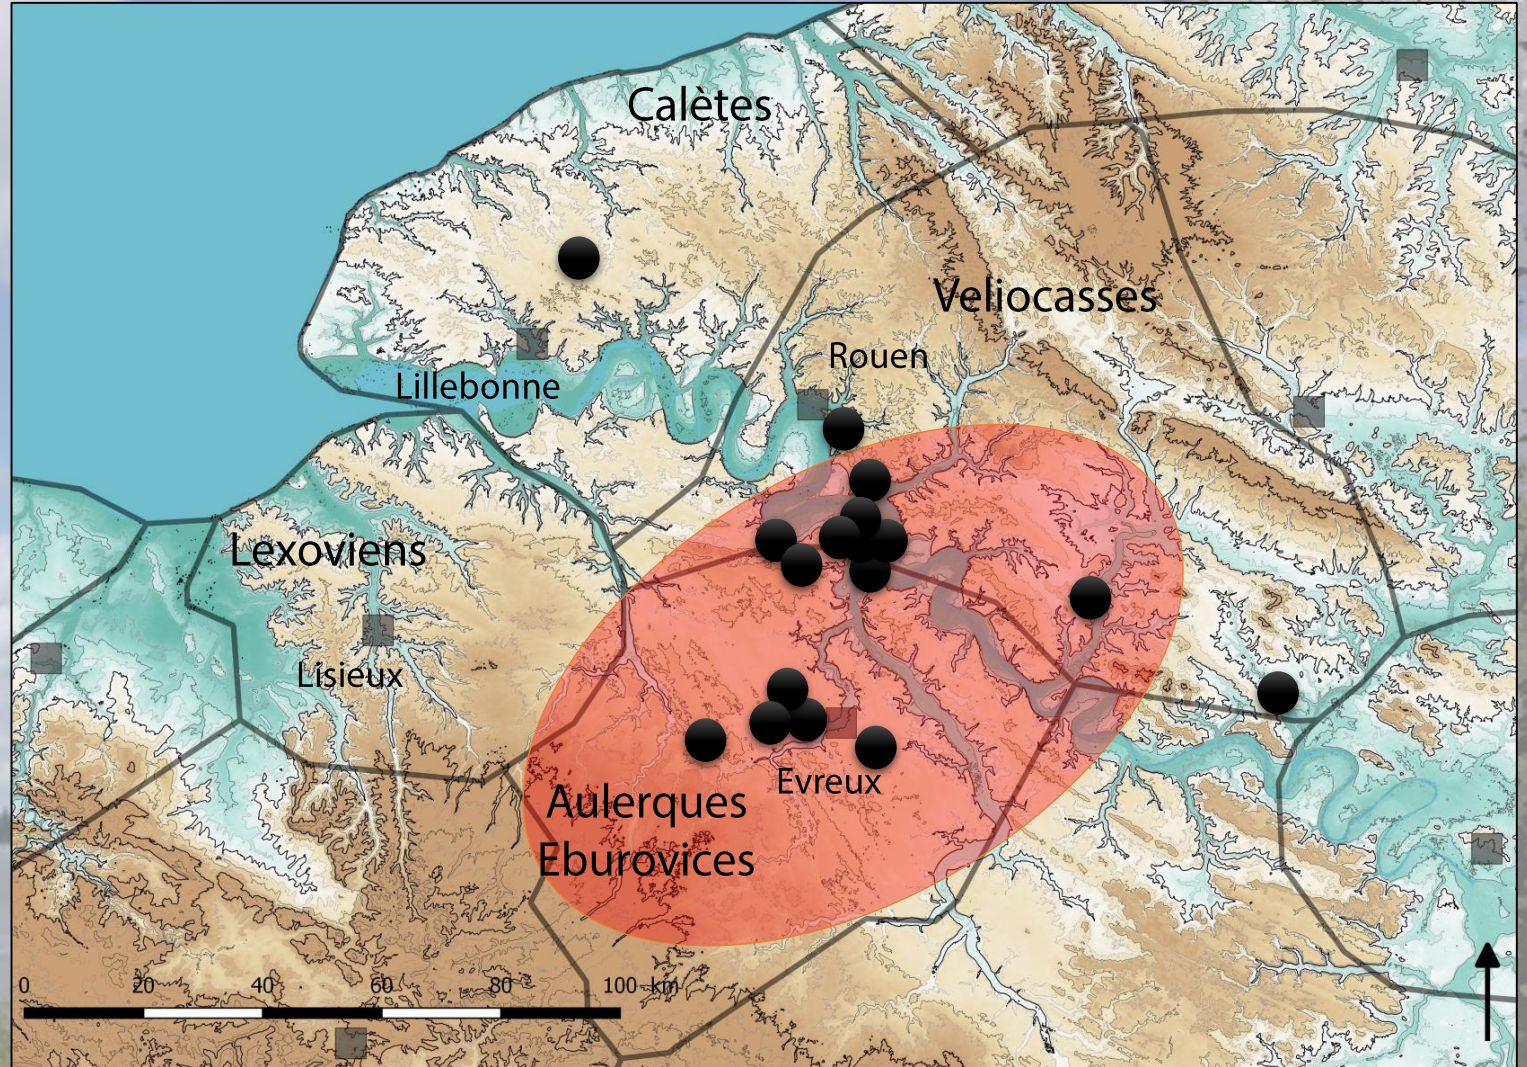 Calètes
Veliocasses
Rouen
Lillebonne
Lexoviens
Lisieux
Evreux
Aulerques
Eburovices
0 20 40 60 80 100 km